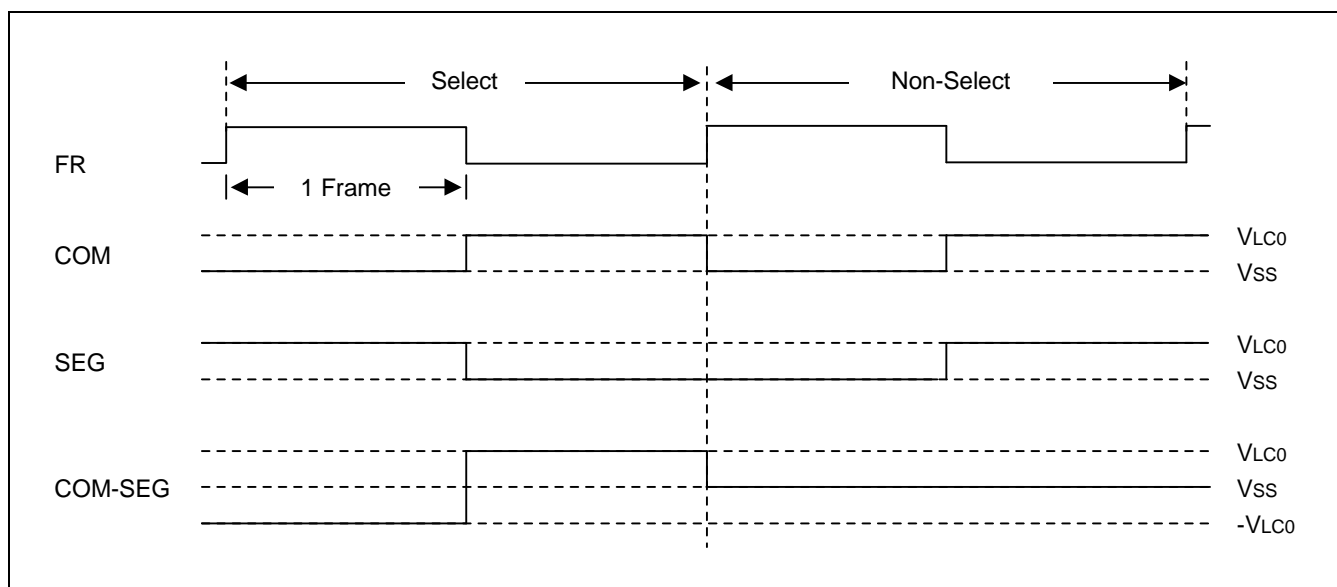 Select Non-Select
FR
1 Frame
COM
VLC0
VSS
SEG
VLC0
VSS
COM-SEG
VLC0
VSS
-VLC0